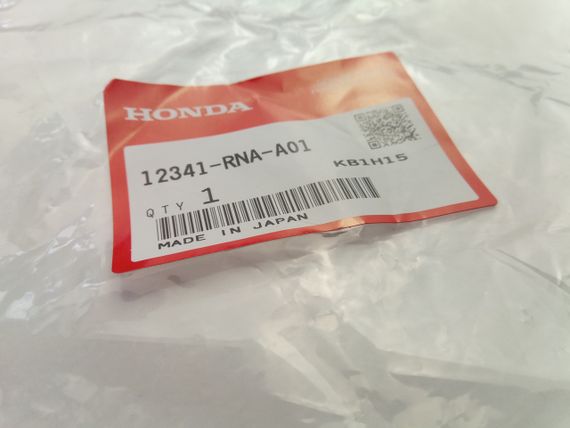 HONDA
12341-RNA-A01
KB1H15
QTY 1
MADE IN JAPAN